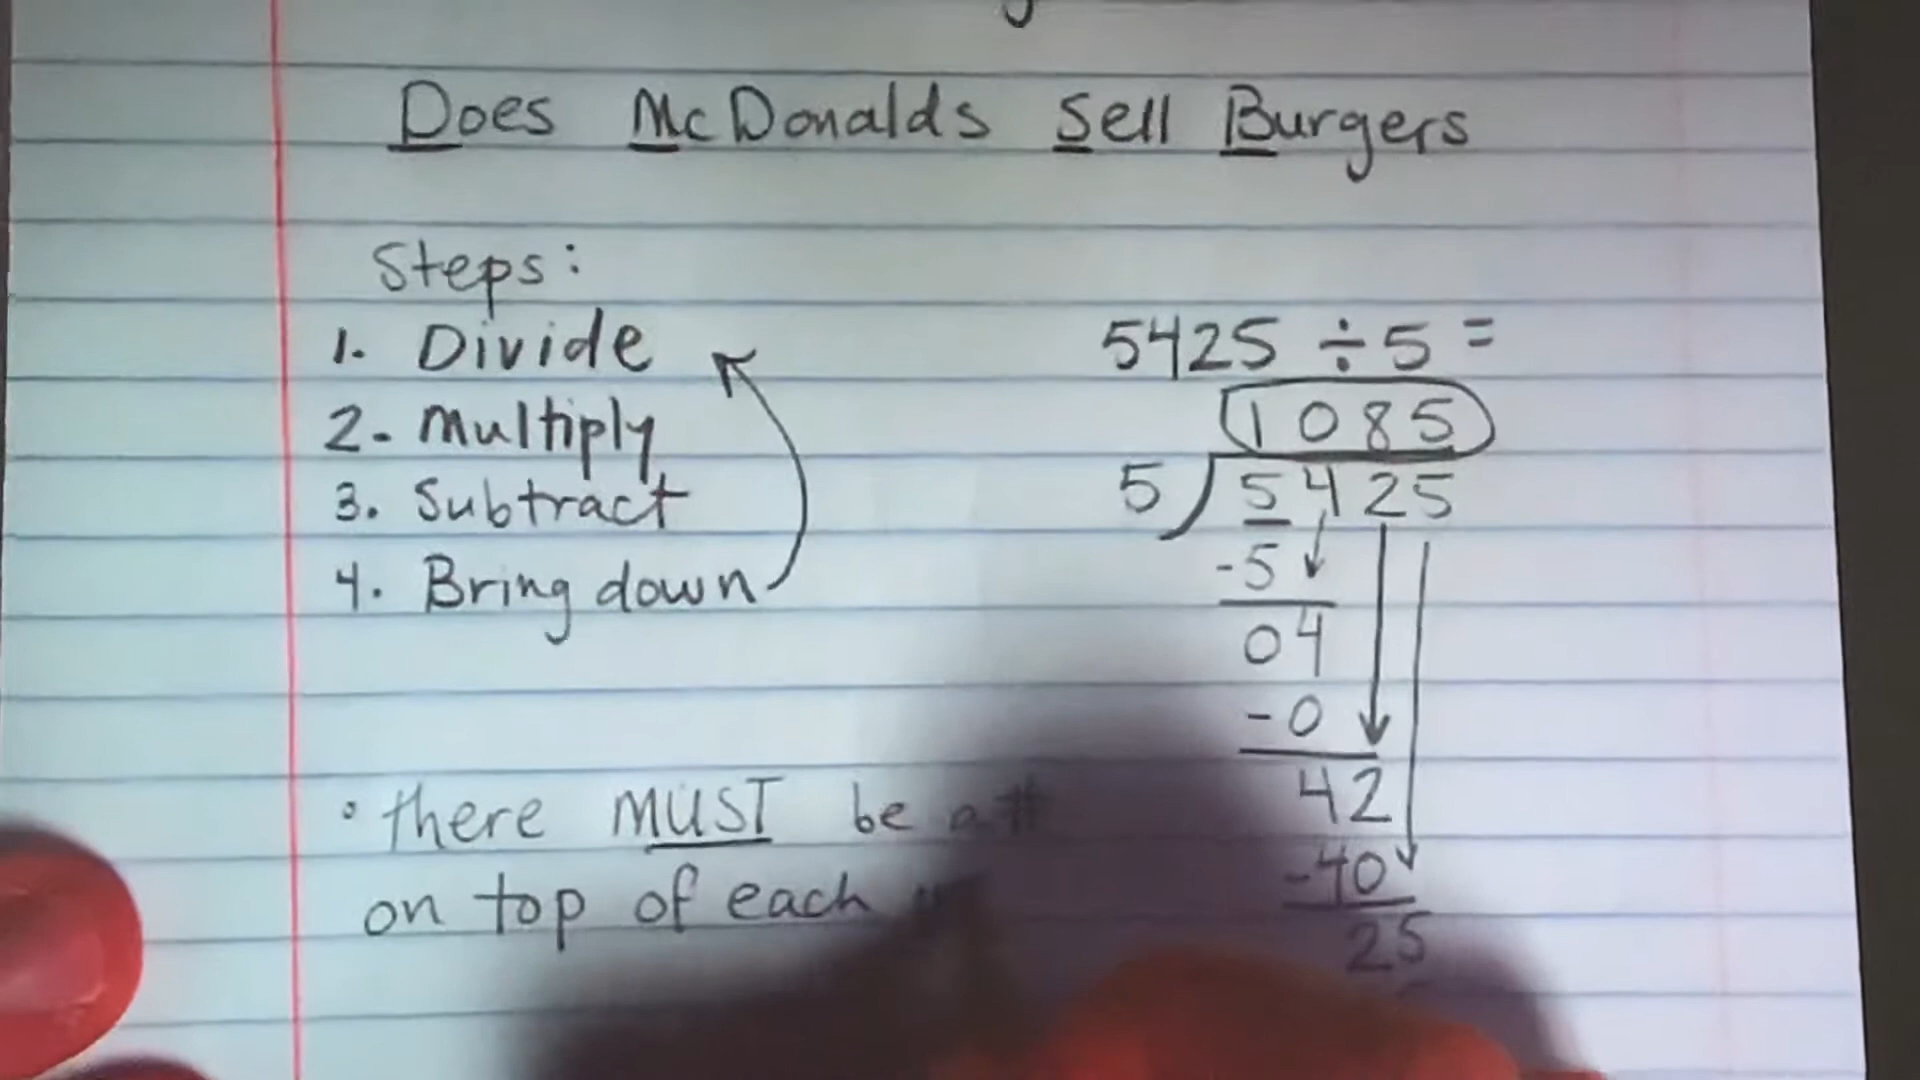 Does McDonalds Sell Burgers
Steps:
1. Divide
2. Multiply
3. Subtract
4. Bring down
• there MUST be a #
on top of each
5425 ÷ 5 =
1085
5 5425
-5
04
-0
42
-40
25